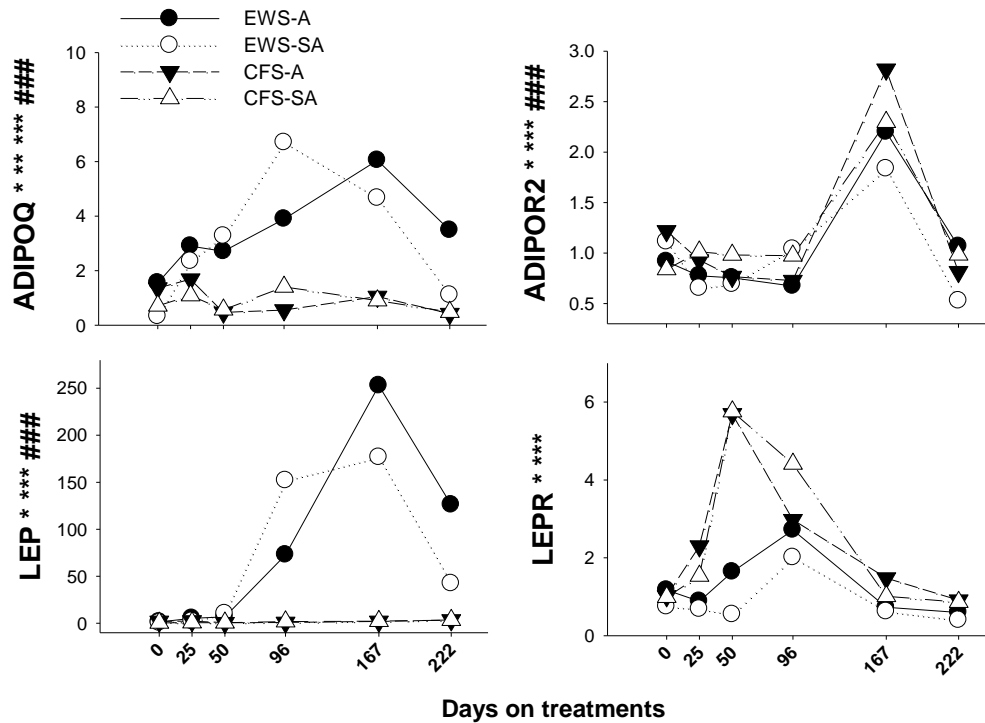 EWS-A
EWS-SA
CFS-A
CFS-SA
ADIPOQ * ** *** ###
10
8
6
4
2
0
ADIPOR2 * *** ###
3.0
2.5
2.0
1.5
1.0
0.5
LEP * *** ###
250
200
150
100
50
0
0 25 50 96 167 222
LEPR * ***
6
4
2
0
0 25 50 96 167 222
Days on treatments